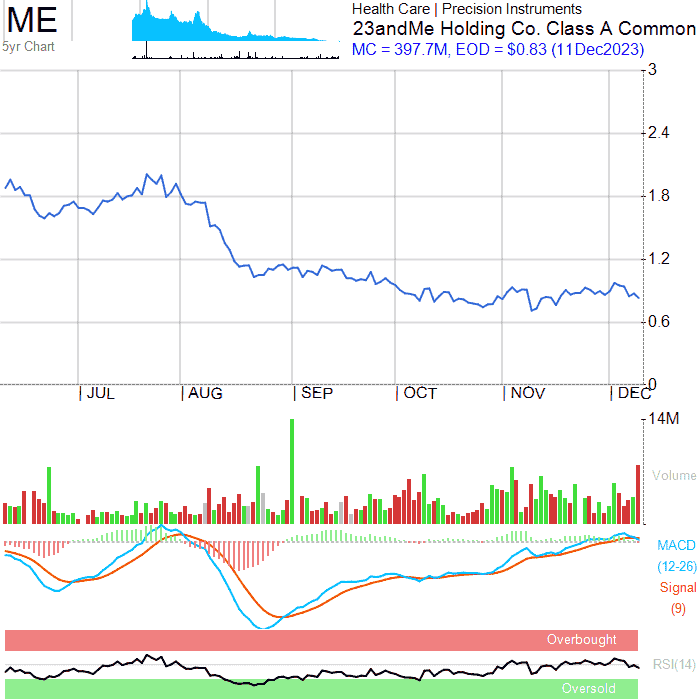 ME
5yr Chart
Health Care | Precision Instruments
23andMe Holding Co. Class A Common
MC = 397.7M, EOD = $0.83 (11Dec2023)
3
2.4
1.8
1.2
0.6
0
JUL
AUG
SEP
OCT
NOV
DEC
14M
Volume
MACD
(12-26)
Signal
(9)
Overbought
RSI(14)
Oversold